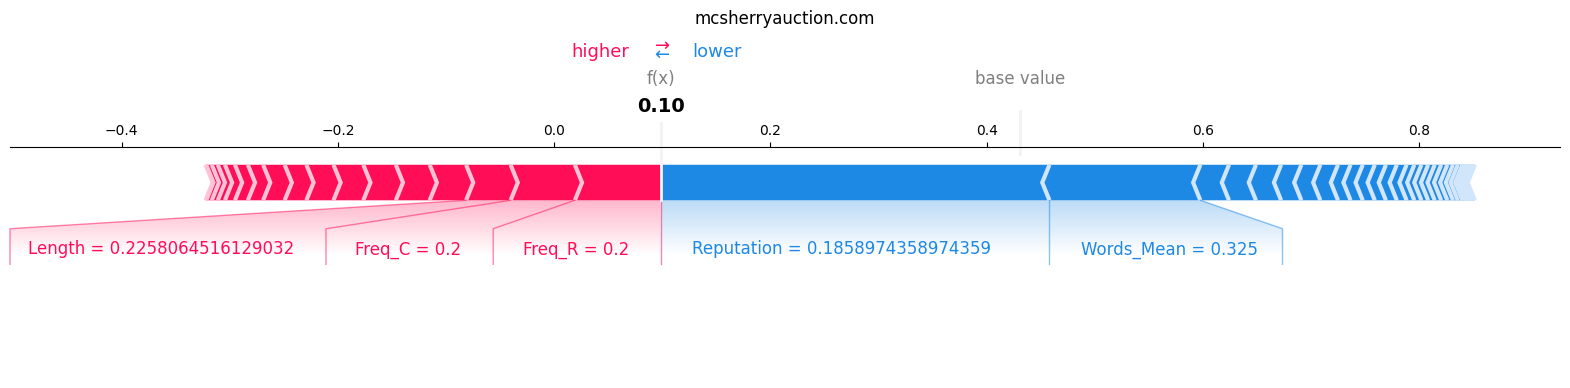 mcsherryauction.com
higher ⇄ lower
f(x) base value
0.10
−0.4 −0.2 0.0 0.2 0.4 0.6 0.8
Length = 0.2258064516129032 Freq_C = 0.2 Freq_R = 0.2 Reputation = 0.1858974358974359 Words_Mean = 0.325